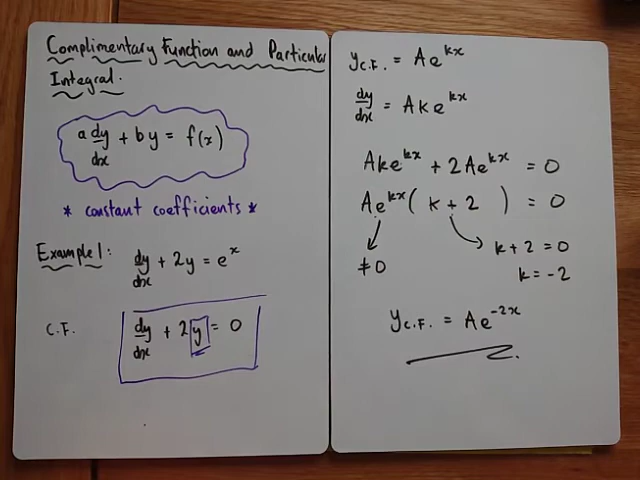 Complimentary Function and Particular
Integral.
a dy/dx + by = f(x)
* constant coefficients *
Example 1: dy/dx + 2y = e^x
C.F. dy/dx + 2y = 0
y_C.F. = Ae^kx
dy/dx = Ake^kx
Ake^kx + 2Ae^kx = 0
Ae^kx ( k + 2 ) = 0
≠0
k + 2 = 0
k = -2
y_C.F. = Ae^-2x